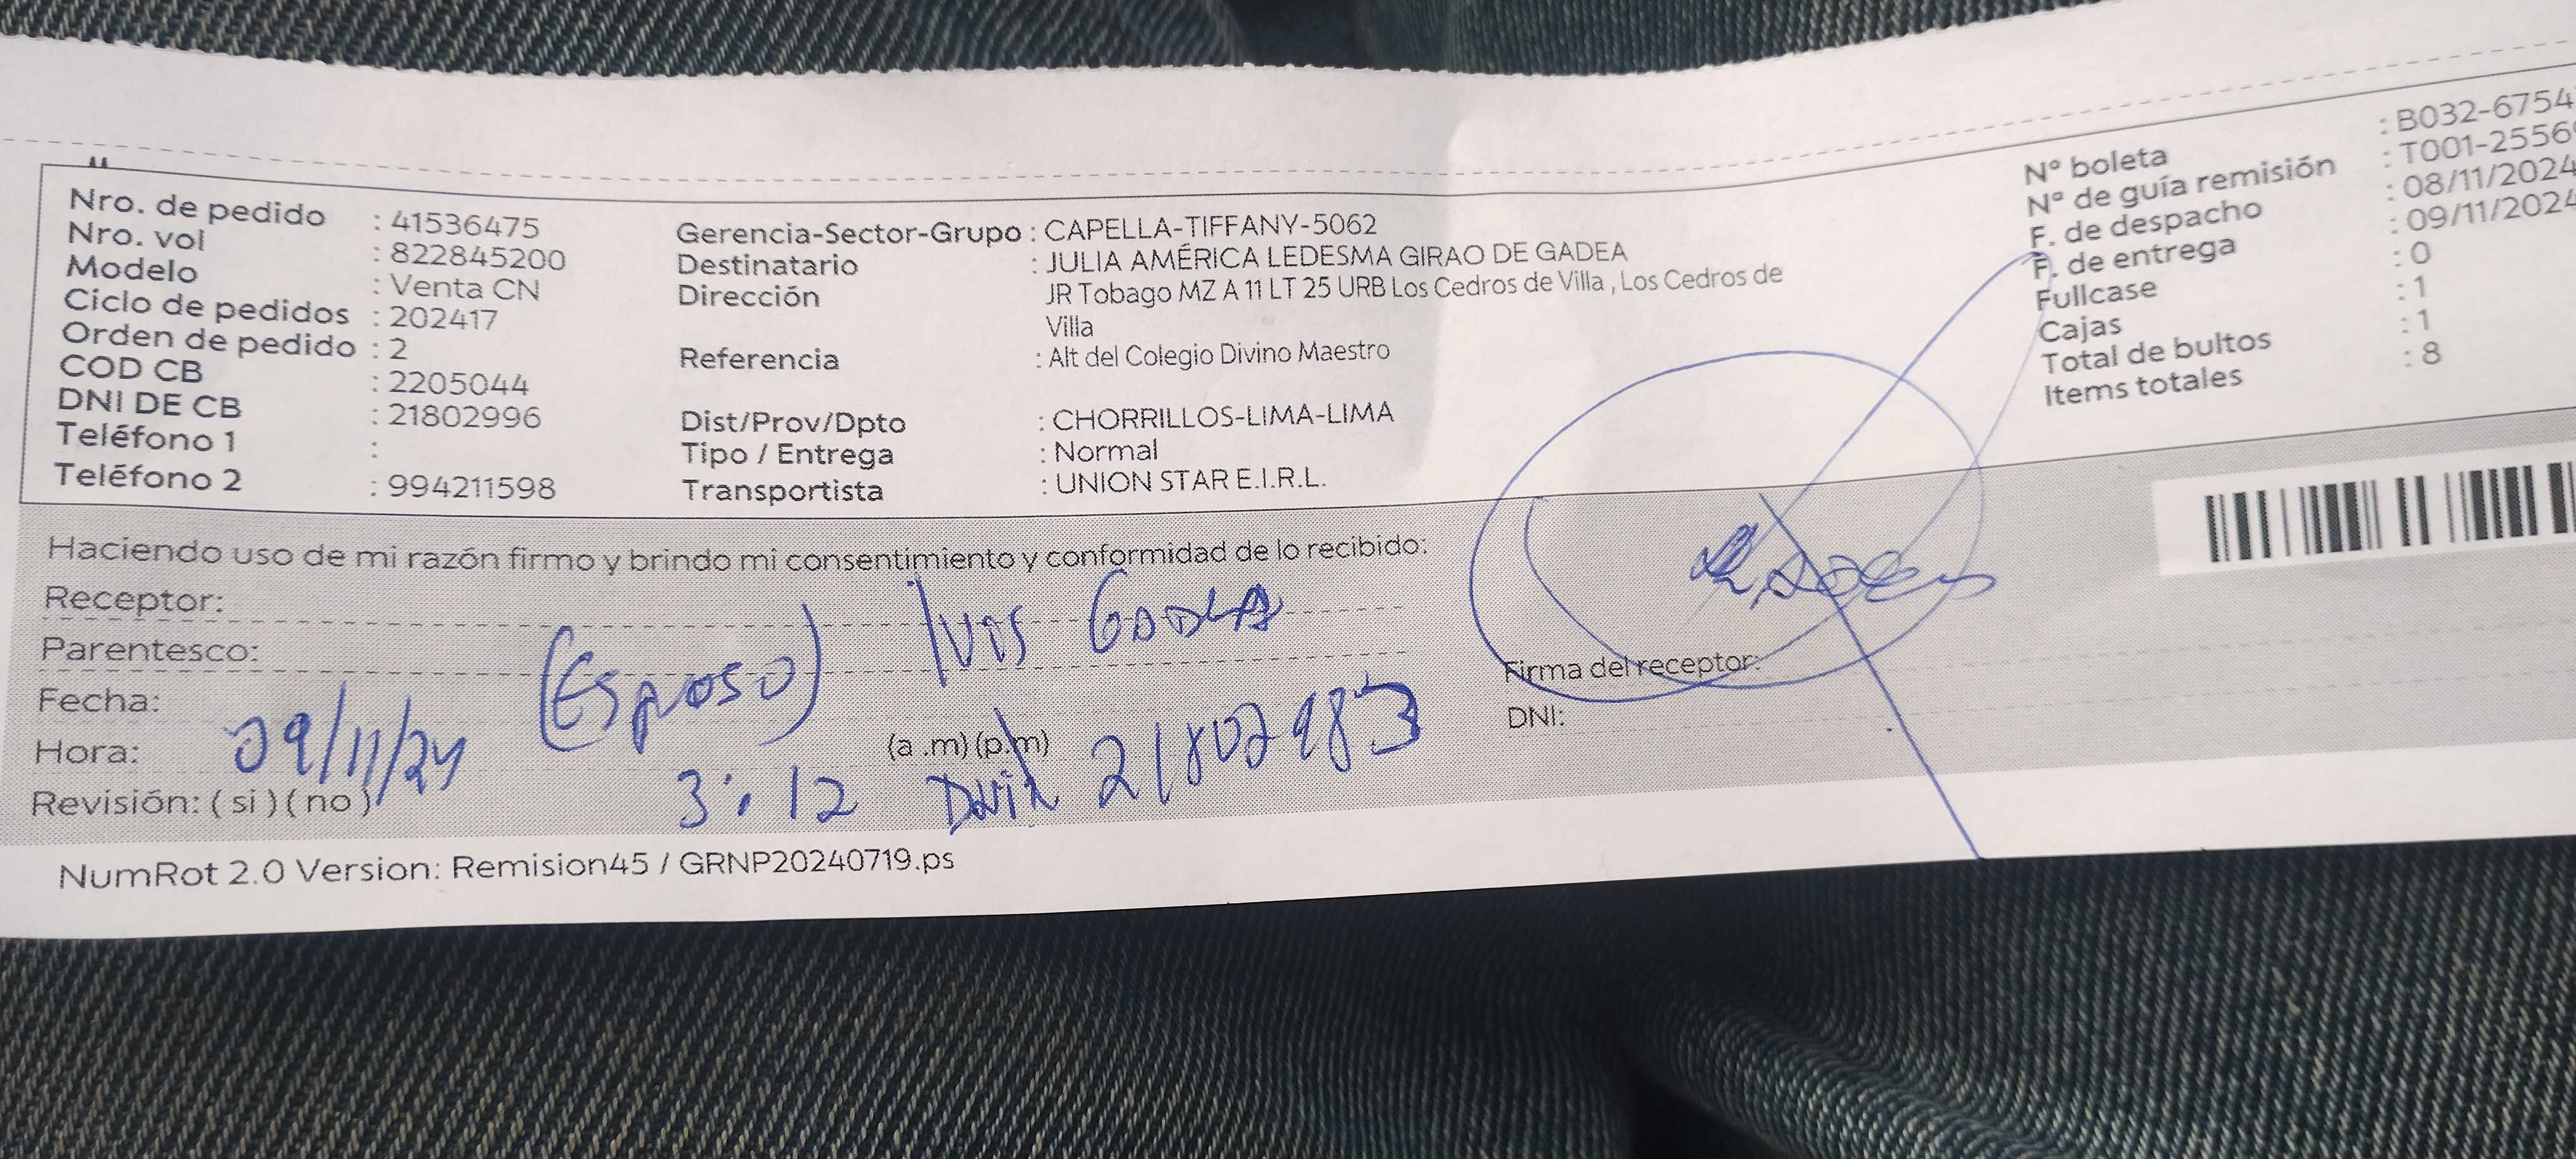 Nro. de pedido : 41536475
Nro. vol : 822845200
Modelo : Venta CN
Ciclo de pedidos : 202417
Orden de pedido : 2
COD CB : 2205044
DNI DE CB : 21802996
Teléfono 1 :
Teléfono 2 : 994211598
Gerencia-Sector-Grupo : CAPELLA-TIFFANY-5062
Destinatario : JULIA AMÉRICA LEDESMA GIRAO DE GADEA
Dirección JR Tobago MZ A 11 LT 25 URB Los Cedros de Villa , Los Cedros de
Villa
Referencia : Alt del Colegio Divino Maestro
Dist/Prov/Dpto : CHORRILLOS-LIMA-LIMA
Tipo / Entrega : Normal
Transportista : UNION STAR E.I.R.L.
N° boleta : B032-6754
N° de guía remisión : T001-2556
F. de despacho : 08/11/2024
F. de entrega : 09/11/2024
Fullcase : 0
Cajas : 1
Total de bultos : 1
Items totales : 8
Haciendo uso de mi razón firmo y brindo mi consentimiento y conformidad de lo recibido:
Receptor: Gadea
Parentesco: (Esposo)
Fecha: 09/11/24
Hora: 3:12 (a .m) (p.m)
21802983
Revisión: ( si ) ( no )
Firma del receptor:
DNI:
NumRot 2.0 Version: Remision45 / GRNP20240719.ps